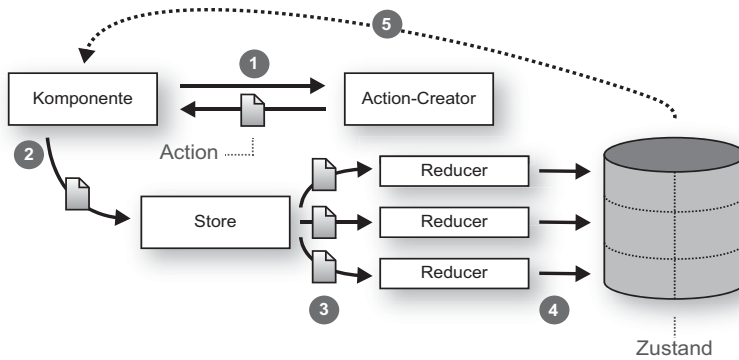 5
1
Komponente
Action-Creator
2
Action
Reducer
Store
Reducer
Reducer
3
4
Zustand